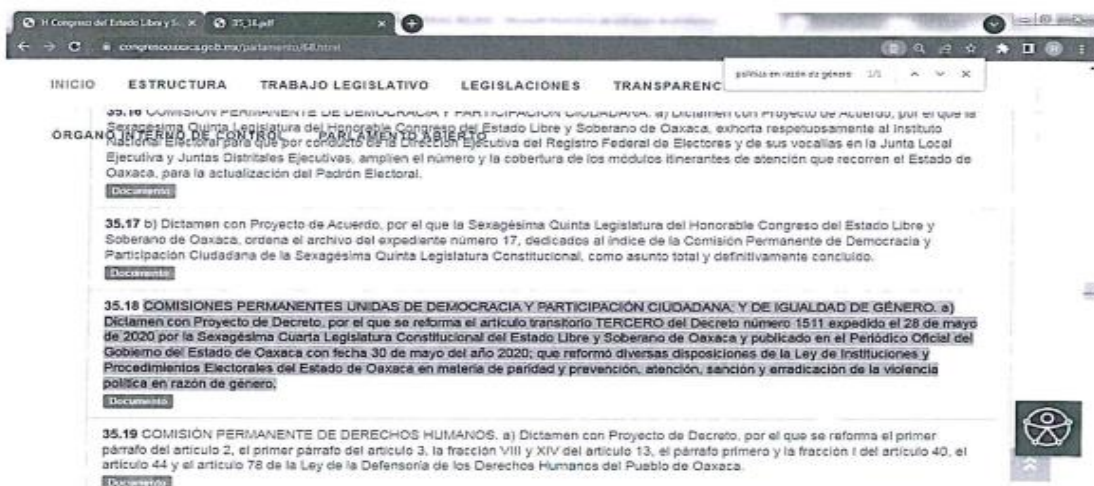 H Congreso del Estado Libre y S
35_18.pdf
congresooaxaca.gob.mx/parlamento/68.html
política en razón de género 1/1
INICIO ESTRUCTURA TRABAJO LEGISLATIVO LEGISLACIONES TRANSPARENC
ÓRGANO INTERNO DE CONTROL PARLAMENTO ABIERTO
35.16 COMISIÓN PERMANENTE DE DEMOCRACIA Y PARTICIPACIÓN CIUDADANA. a) Dictamen con Proyecto de Acuerdo, por el que la
Sexagésima Quinta Legislatura del Honorable Congreso del Estado Libre y Soberano de Oaxaca, exhorta respetuosamente al Instituto
Nacional Electoral para que por conducto de la Dirección Ejecutiva del Registro Federal de Electores y de sus vocalías en la Junta Local
Ejecutiva y Juntas Distritales Ejecutivas, amplíen el número y la cobertura de los módulos itinerantes de atención que recorren el Estado de
Oaxaca, para la actualización del Padrón Electoral.
Documento
35.17 b) Dictamen con Proyecto de Acuerdo, por el que la Sexagésima Quinta Legislatura del Honorable Congreso del Estado Libre y
Soberano de Oaxaca, ordena el archivo del expediente número 17, dedicados al índice de la Comisión Permanente de Democracia y
Participación Ciudadana de la Sexagésima Quinta Legislatura Constitucional, como asunto total y definitivamente concluido.
Documento
35.18 COMISIONES PERMANENTES UNIDAS DE DEMOCRACIA Y PARTICIPACIÓN CIUDADANA; Y DE IGUALDAD DE GÉNERO. a)
Dictamen con Proyecto de Decreto, por el que se reforma el artículo transitorio TERCERO del Decreto número 1511 expedido el 28 de mayo
de 2020 por la Sexagésima Cuarta Legislatura Constitucional del Estado Libre y Soberano de Oaxaca y publicado en el Periódico Oficial del
Gobierno del Estado de Oaxaca con fecha 30 de mayo del año 2020; que reformó diversas disposiciones de la Ley de Instituciones y
Procedimientos Electorales del Estado de Oaxaca en materia de paridad y prevención, atención, sanción y erradicación de la violencia
política en razón de género.
Documento
35.19 COMISIÓN PERMANENTE DE DERECHOS HUMANOS. a) Dictamen con Proyecto de Decreto, por el que se reforma el primer
párrafo del artículo 2, el primer párrafo del artículo 3, la fracción VIII y XIV del artículo 13, el párrafo primero y la fracción I del artículo 40, el
artículo 44 y el artículo 78 de la Ley de la Defensoría de los Derechos Humanos del Pueblo de Oaxaca.
Documento